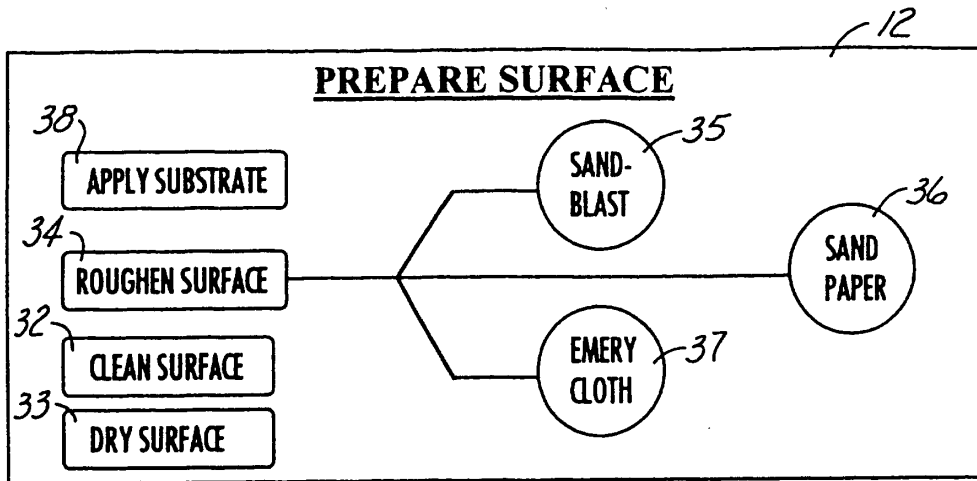 12
PREPARE SURFACE
38
APPLY SUBSTRATE
35
SAND-
BLAST
34
ROUGHEN SURFACE
36
SAND
PAPER
32
CLEAN SURFACE
37
EMERY
CLOTH
33
DRY SURFACE